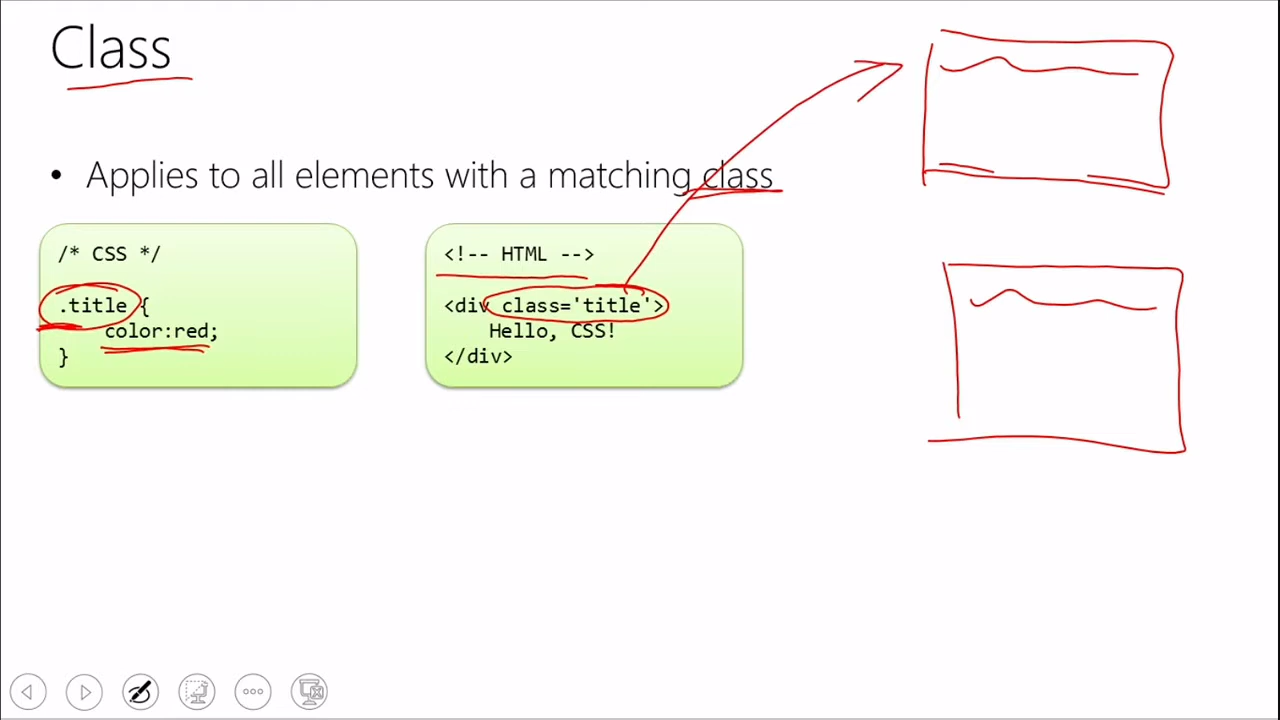 Class
• Applies to all elements with a matching class
/* CSS */
.title {
color:red;
}
<!-- HTML -->
<div class='title'>
Hello, CSS!
</div>